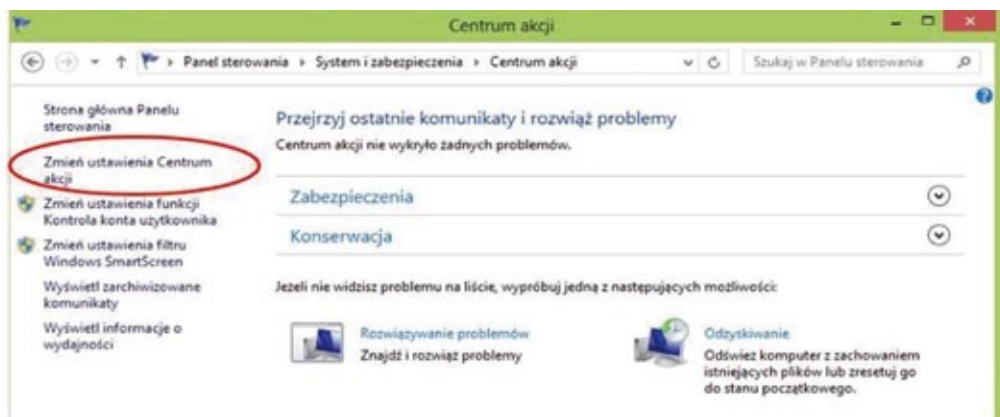 Centrum akcji
Panel sterowania System i zabezpieczenia Centrum akcji
Szukaj w Panelu sterowania
Strona główna Panelu
sterowania
Zmień ustawienia Centrum
akcji
Zmień ustawienia funkcji
Kontrola konta użytkownika
Zmień ustawienia filtru
Windows SmartScreen
Wyświetl zarchiwizowane
komunikaty
Wyświetl informacje o
wydajności
Przejrzyj ostatnie komunikaty i rozwiąż problemy
Centrum akcji nie wykryło żadnych problemów.
Zabezpieczenia
Konserwacja
Jeżeli nie widzisz problemu na liście, wypróbuj jedną z następujących możliwości:
Rozwiązywanie problemów
Znajdź i rozwiąż problemy
Odzyskiwanie
Odśwież komputer z zachowaniem
istniejących plików lub zresetuj go
do stanu początkowego.